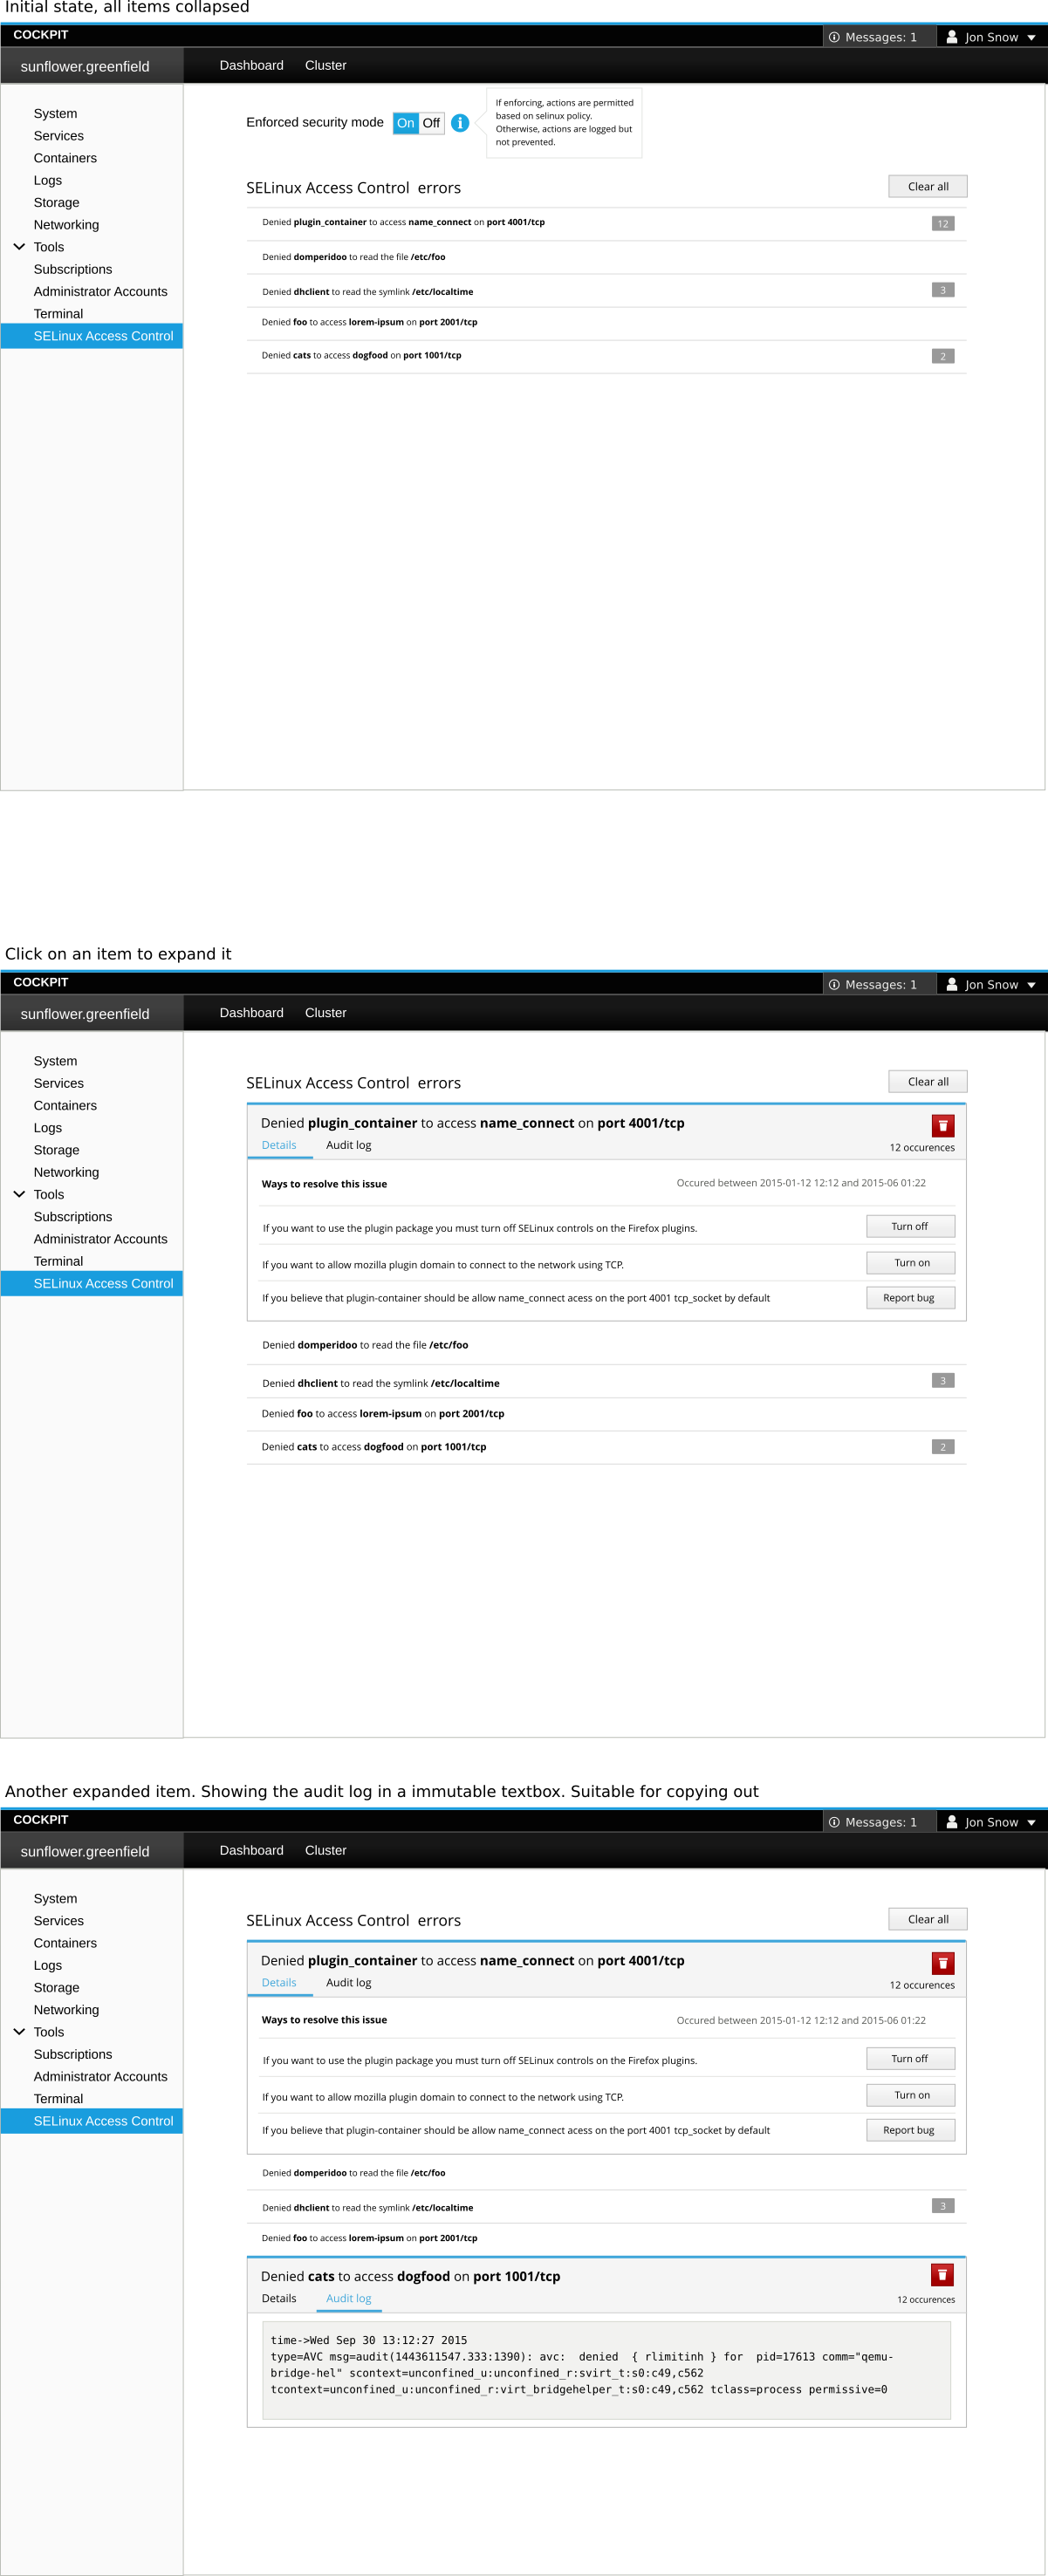 Initial state, all items collapsed
COCKPIT
Messages: 1
Jon Snow
sunflower.greenfield
Dashboard
Cluster
System
Services
Containers
Logs
Storage
Networking
Tools
Subscriptions
Administrator Accounts
Terminal
SELinux Access Control
Enforced security mode
On
Off
If enforcing, actions are permitted
based on selinux policy.
Otherwise, actions are logged but
not prevented.
SELinux Access Control errors
Clear all
Denied plugin_container to access name_connect on port 4001/tcp
12
Denied domperidoo to read the file /etc/foo
Denied dhclient to read the symlink /etc/localtime
3
Denied foo to access lorem-ipsum on port 2001/tcp
Denied cats to access dogfood on port 1001/tcp
2
Click on an item to expand it
COCKPIT
Messages: 1
Jon Snow
sunflower.greenfield
Dashboard
Cluster
System
Services
Containers
Logs
Storage
Networking
Tools
Subscriptions
Administrator Accounts
Terminal
SELinux Access Control
SELinux Access Control errors
Clear all
Denied plugin_container to access name_connect on port 4001/tcp
Details
Audit log
12 occurences
Ways to resolve this issue
Occured between 2015-01-12 12:12 and 2015-06 01:22
If you want to use the plugin package you must turn off SELinux controls on the Firefox plugins.
Turn off
If you want to allow mozilla plugin domain to connect to the network using TCP.
Turn on
If you believe that plugin-container should be allow name_connect acess on the port 4001 tcp_socket by default
Report bug
Denied domperidoo to read the file /etc/foo
Denied dhclient to read the symlink /etc/localtime
3
Denied foo to access lorem-ipsum on port 2001/tcp
Denied cats to access dogfood on port 1001/tcp
2
Another expanded item. Showing the audit log in a immutable textbox. Suitable for copying out
COCKPIT
Messages: 1
Jon Snow
sunflower.greenfield
Dashboard
Cluster
System
Services
Containers
Logs
Storage
Networking
Tools
Subscriptions
Administrator Accounts
Terminal
SELinux Access Control
SELinux Access Control errors
Clear all
Denied plugin_container to access name_connect on port 4001/tcp
Details
Audit log
12 occurences
Ways to resolve this issue
Occured between 2015-01-12 12:12 and 2015-06 01:22
If you want to use the plugin package you must turn off SELinux controls on the Firefox plugins.
Turn off
If you want to allow mozilla plugin domain to connect to the network using TCP.
Turn on
If you believe that plugin-container should be allow name_connect acess on the port 4001 tcp_socket by default
Report bug
Denied domperidoo to read the file /etc/foo
Denied dhclient to read the symlink /etc/localtime
3
Denied foo to access lorem-ipsum on port 2001/tcp
Denied cats to access dogfood on port 1001/tcp
Details
Audit log
12 occurences
time->Wed Sep 30 13:12:27 2015
type=AVC msg=audit(1443611547.333:1390): avc:  denied  { rlimitinh } for  pid=17613 comm="qemu-
bridge-hel" scontext=unconfined_u:unconfined_r:svirt_t:s0:c49,c562
tcontext=unconfined_u:unconfined_r:virt_bridgehelper_t:s0:c49,c562 tclass=process permissive=0